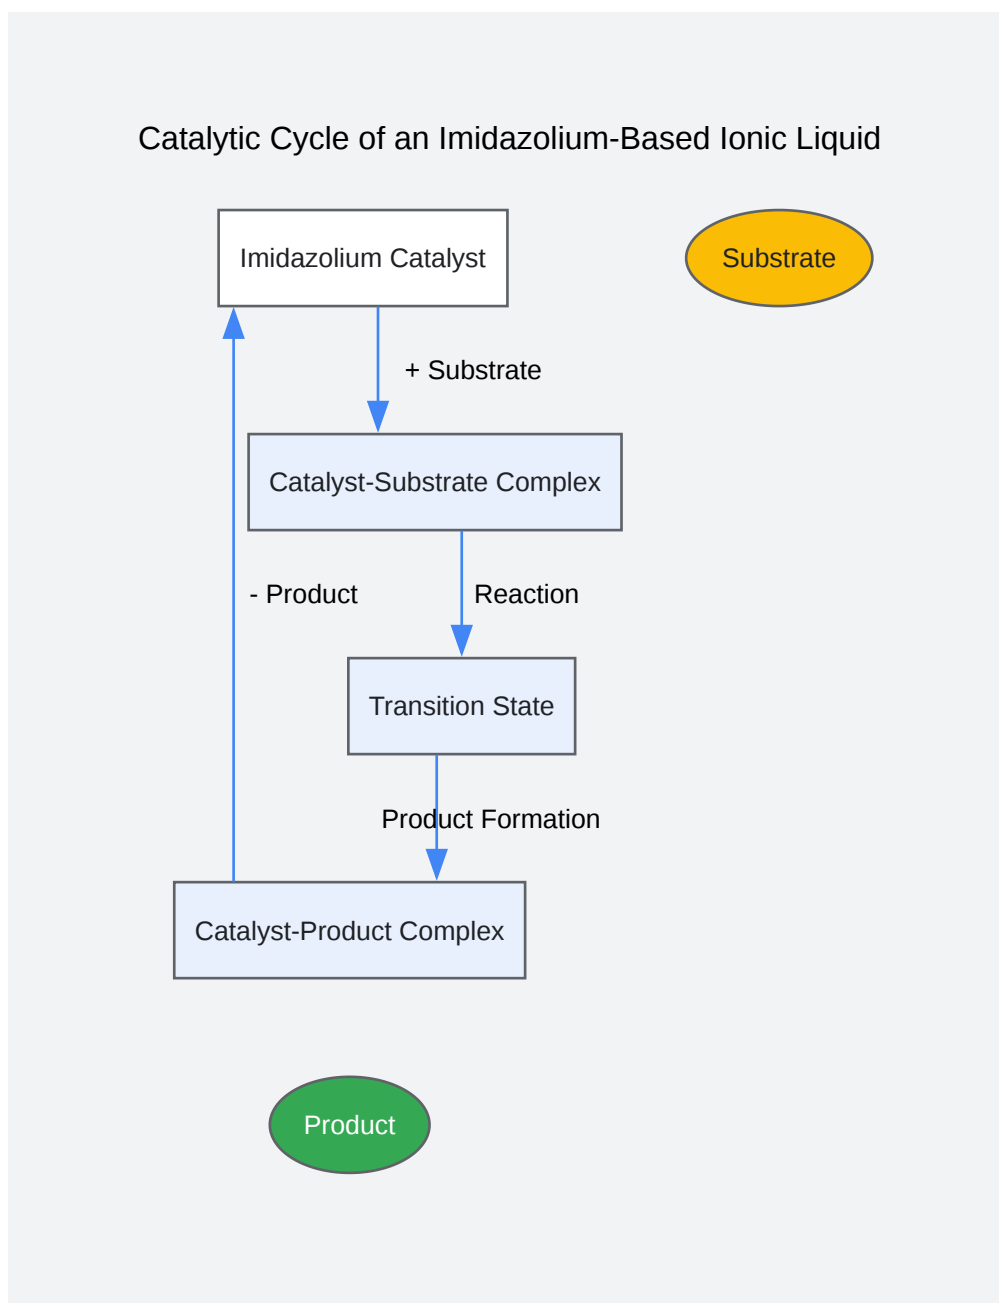 Catalytic Cycle of an Imidazolium-Based Ionic Liquid
Imidazolium Catalyst
Substrate
+ Substrate
Catalyst-Substrate Complex
- Product
Reaction
Transition State
Product Formation
Catalyst-Product Complex
Product